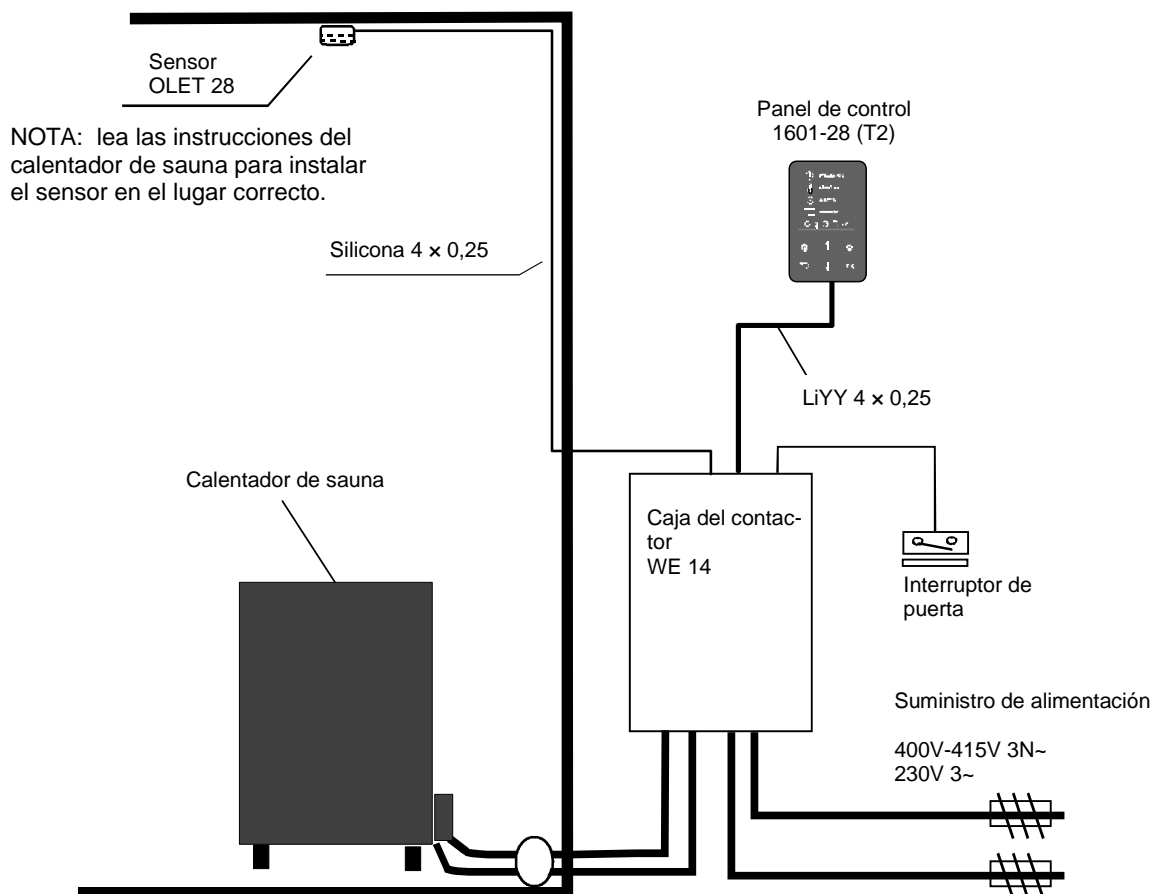 Sensor
OLET 28
NOTA: lea las instrucciones del
calentador de sauna para instalar
el sensor en el lugar correcto.
Panel de control
1601-28 (T2)
Silicona 4 × 0,25
LiYY 4 × 0,25
Calentador de sauna
Caja del contac-
tor
WE 14
Interruptor de
puerta
Suministro de alimentación
400V-415V 3N~
230V 3~